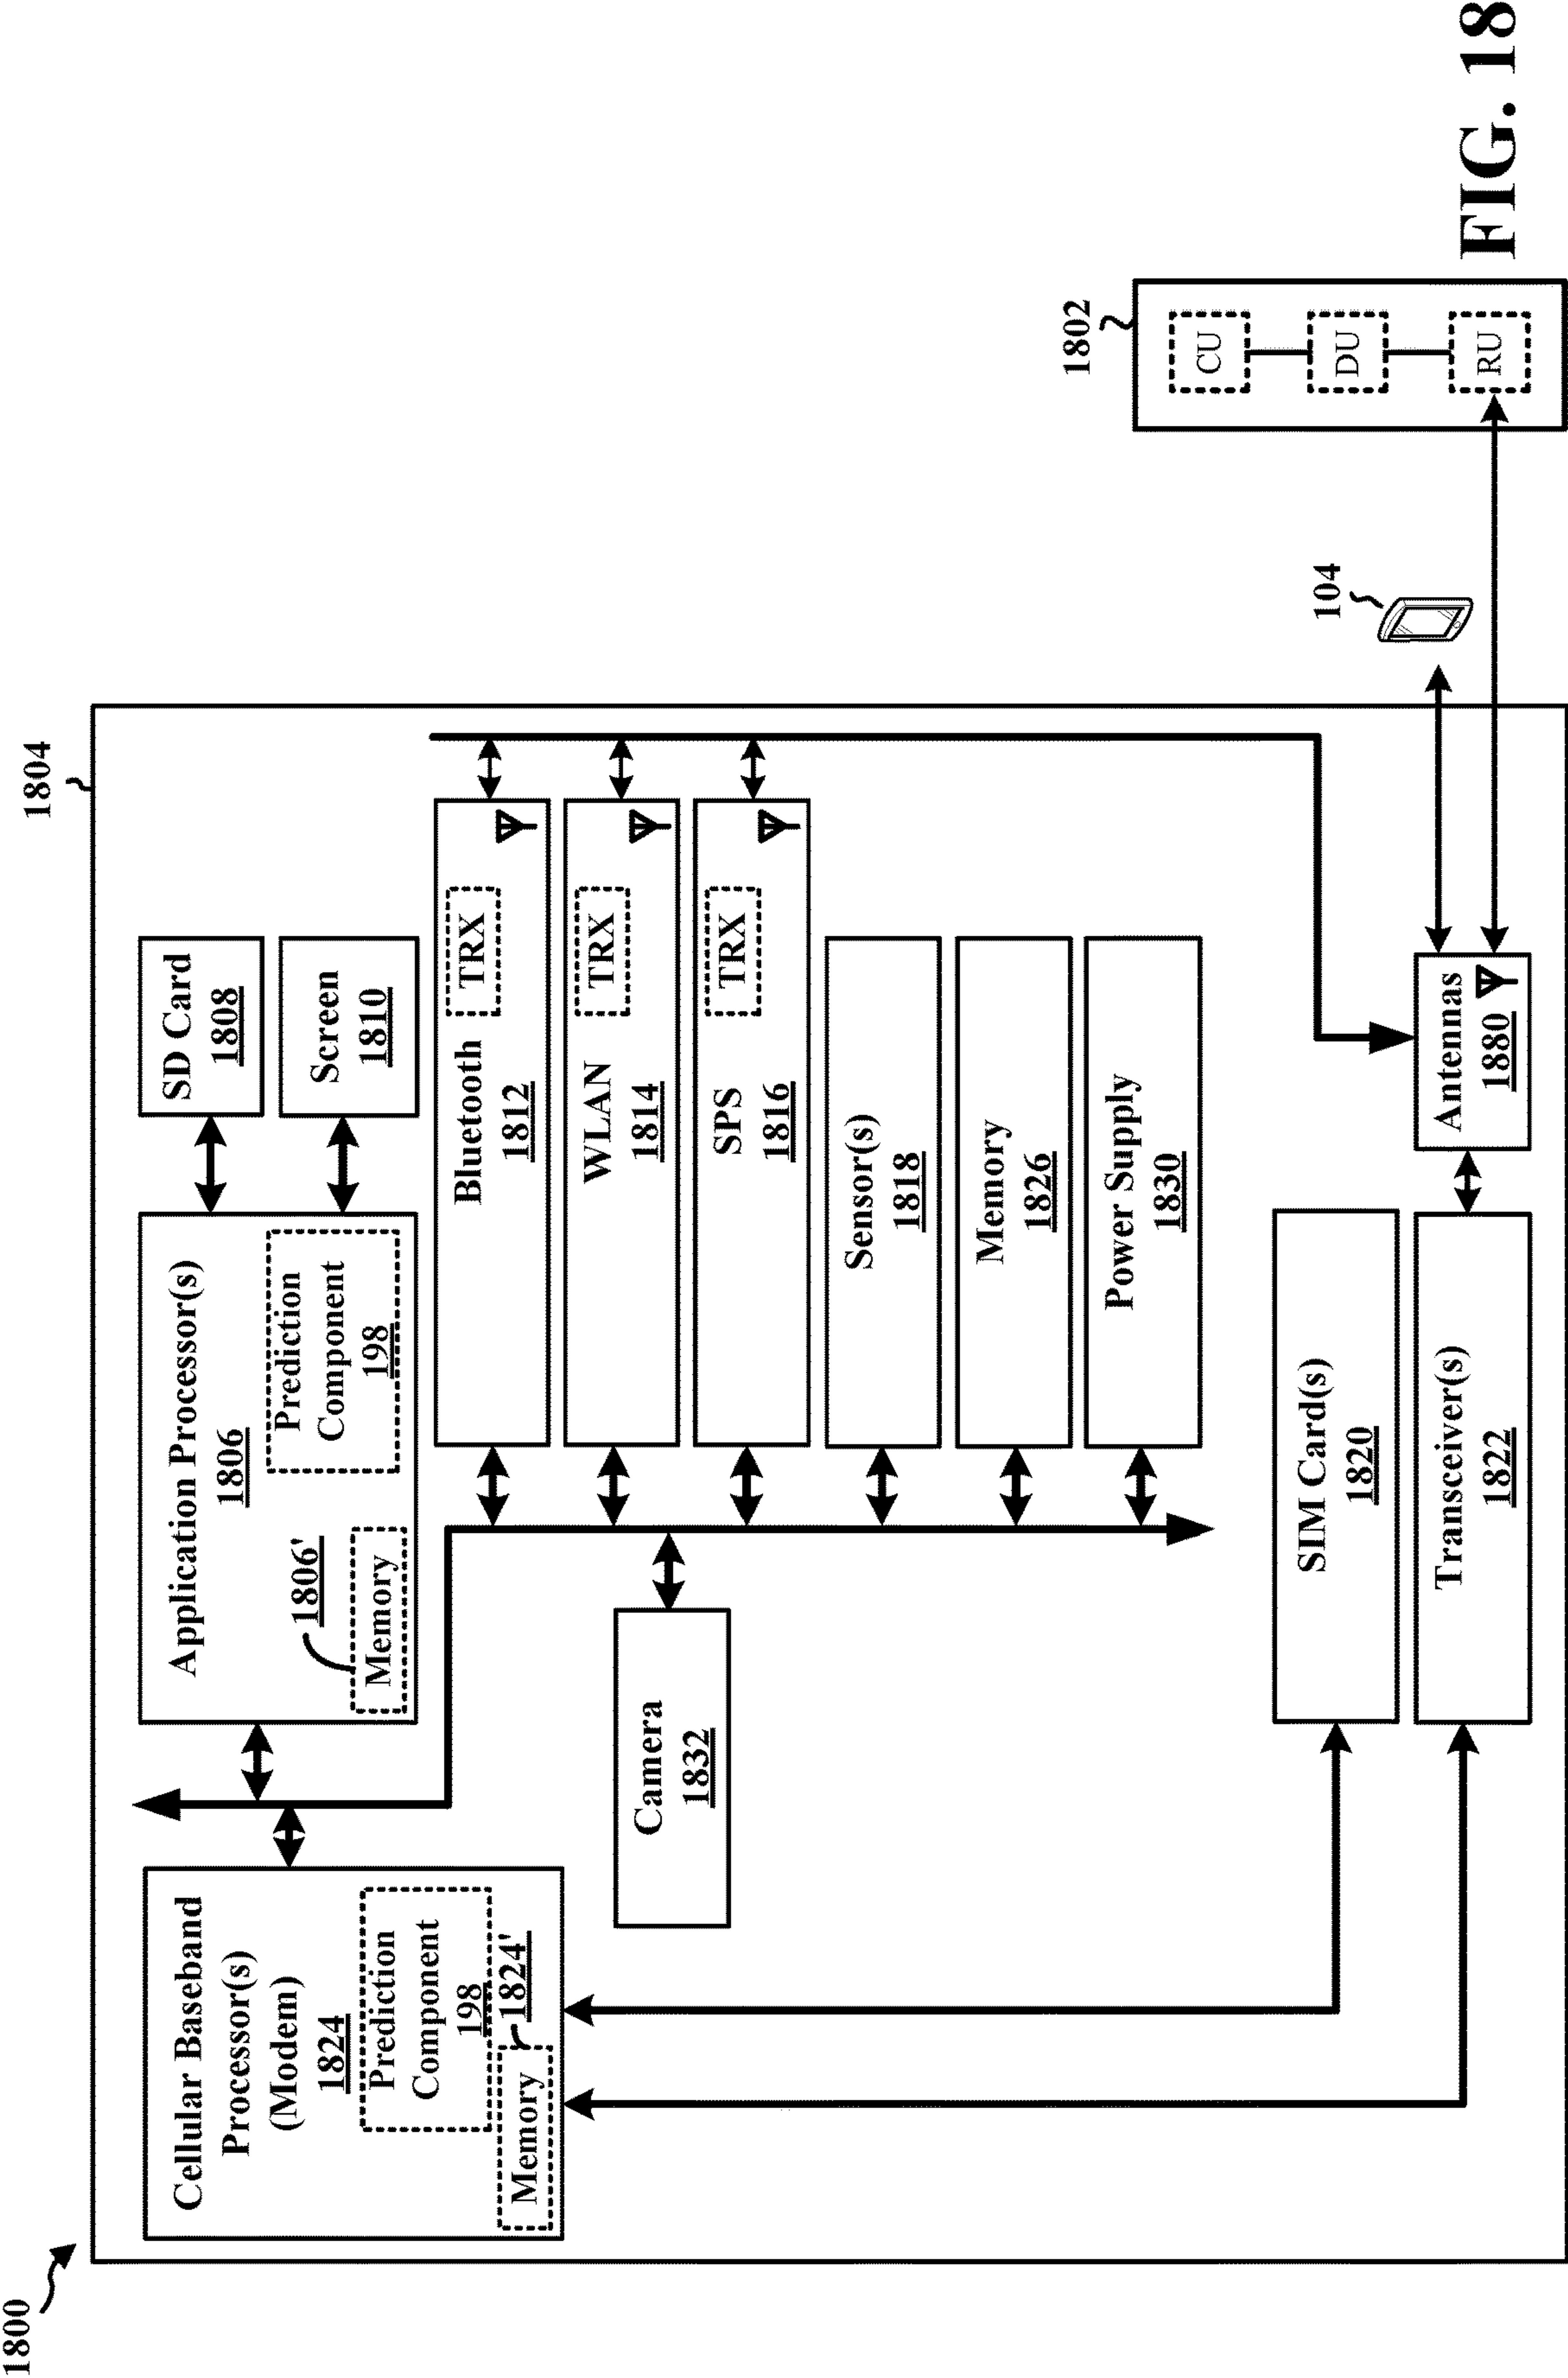 1800
1804
Cellular Baseband
Processor(s)
(Modem)
1824
Prediction
Component
198
Memory
1824'
Application Processor(s)
1806
Prediction
Component
198
1806'
Memory
SD Card
1808
Screen
1810
Bluetooth
1812
TRX
WLAN
1814
TRX
SPS
1816
TRX
Sensor(s)
1818
Memory
1826
Power Supply
1830
Camera
1832
SIM Card(s)
1820
Transceiver(s)
1822
Antennas
1880
104
1802
CU
DU
RU
FIG. 18